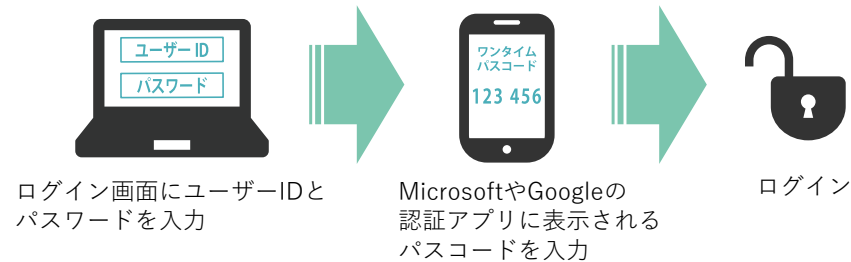 ユーザー ID
パスワード
ワンタイム
パスコード
123 456
ログイン画面にユーザーIDと
パスワードを入力
MicrosoftやGoogleの
認証アプリに表示される
パスコードを入力
ログイン